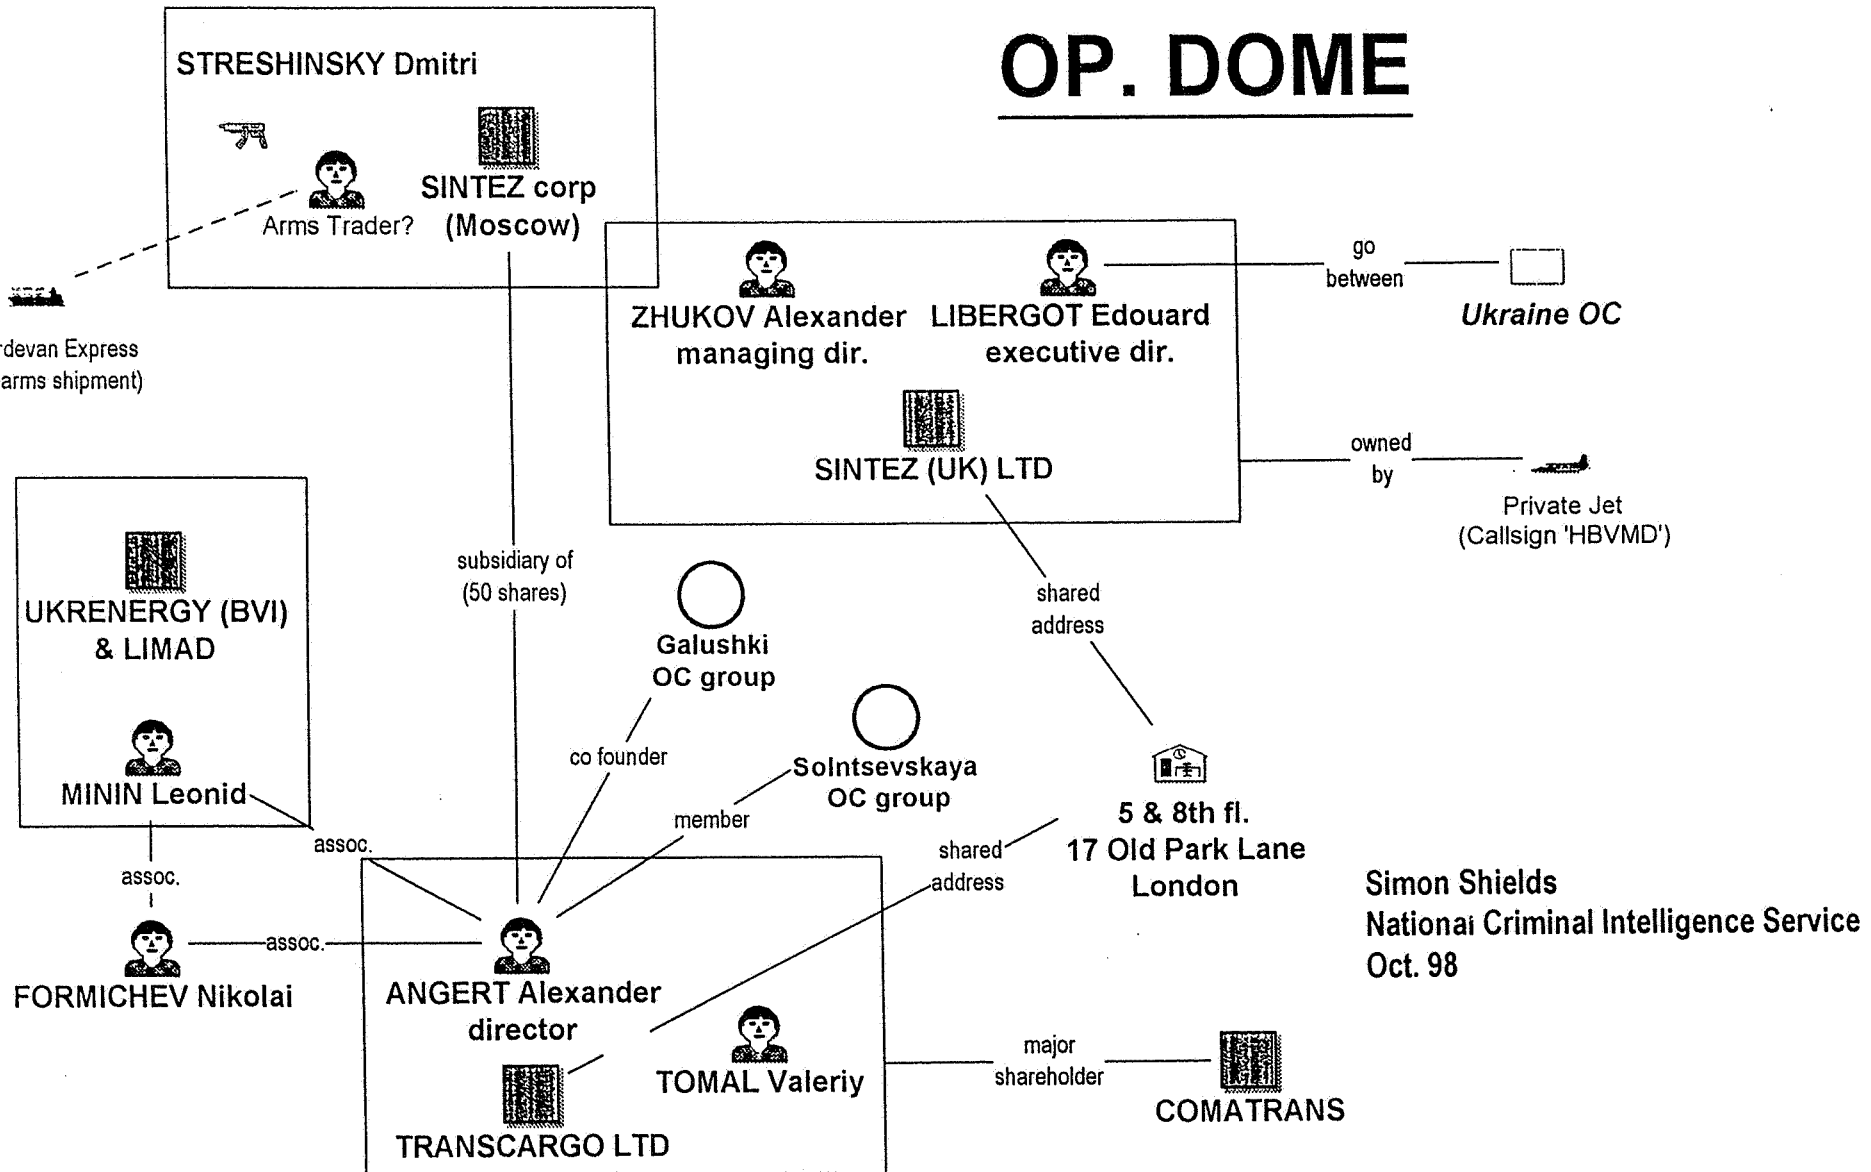 OP. DOME
STRESHINSKY Dmitri
SINTEZ corp
(Moscow)
Arms Trader?
rdevan Express
arms shipment)
ZHUKOV Alexander
managing dir.
LIBERGOT Edouard
executive dir.
SINTEZ (UK) LTD
go
between
Ukraine OC
owned
by
Private Jet
(Callsign 'HBVMD')
subsidiary of
(50 shares)
UKRENERGY (BVI)
& LIMAD
MININ Leonid
assoc.
assoc.
FORMICHEV Nikolai
assoc.
Galushki
OC group
co founder
Solntsevskaya
OC group
member
shared
address
5 & 8th fl.
17 Old Park Lane
London
shared
address
ANGERT Alexander
director
TOMAL Valeriy
TRANSCARGO LTD
major
shareholder
COMATRANS
Simon Shields
National Criminal Intelligence Service
Oct. 98